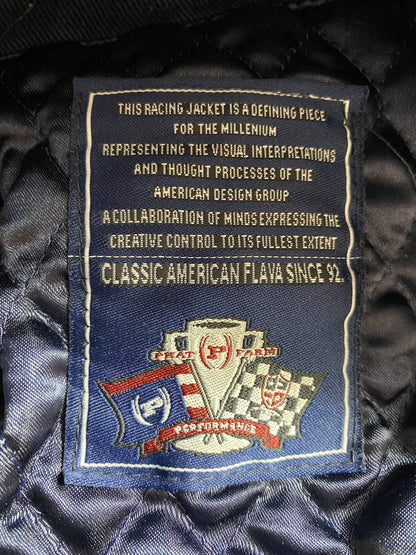 THIS RACING JACKET IS A DEFINING PIECE
FOR THE MILLENIUM
REPRESENTING THE VISUAL INTERPRETATIONS
AND THOUGHT PROCESSES OF THE
AMERICAN DESIGN GROUP
A COLLABORATION OF MINDS EXPRESSING THE
CREATIVE CONTROL TO ITS FULLEST EXTENT
CLASSIC AMERICAN FLAVA SINCE 92.
PHAT P FARM
P
PERFORMANCE